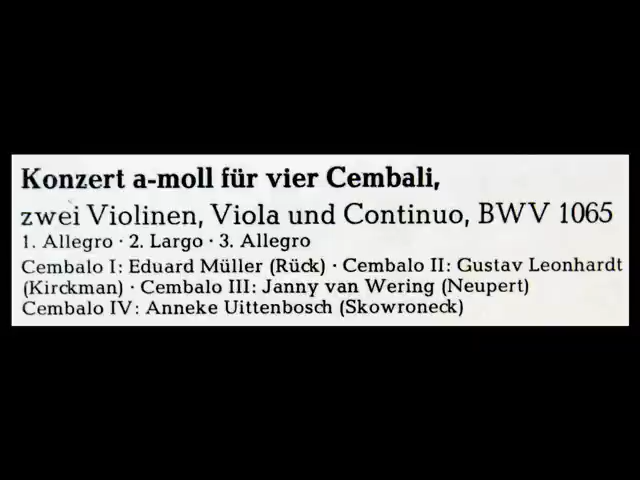 Konzert a-moll für vier Cembali,
zwei Violinen, Viola und Continuo, BWV 1065
1. Allegro · 2. Largo · 3. Allegro
Cembalo I: Eduard Müller (Rück) · Cembalo II: Gustav Leonhardt
(Kirckman) · Cembalo III: Janny van Wering (Neupert)
Cembalo IV: Anneke Uittenbosch (Skowroneck)